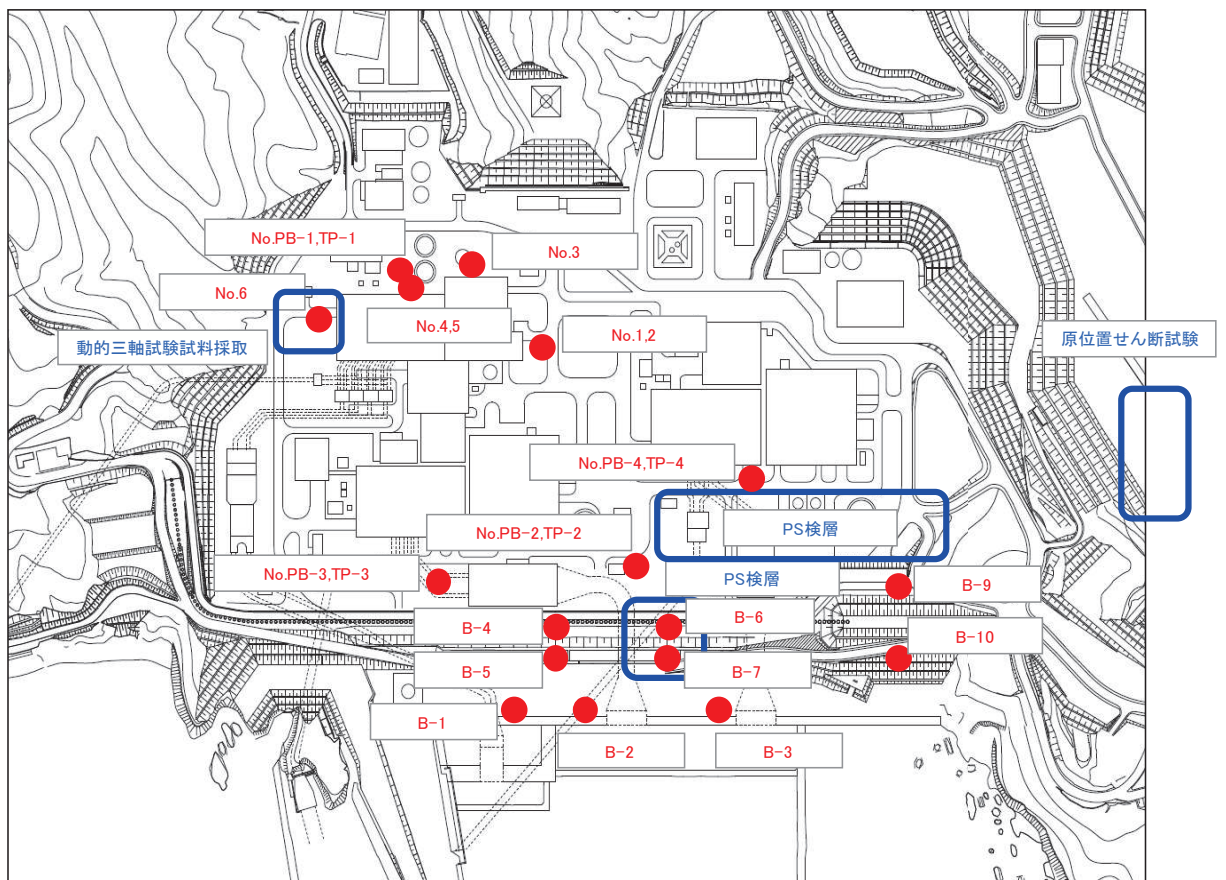 No.PB-1,TP-1
No.3
No.6
No.4,5
No.1,2
動的三軸試験試料採取
原位置せん断試験
No.PB-4,TP-4
PS検層
No.PB-2,TP-2
No.PB-3,TP-3
PS検層
B-9
B-4
B-6
B-10
B-5
B-7
B-1
B-2
B-3